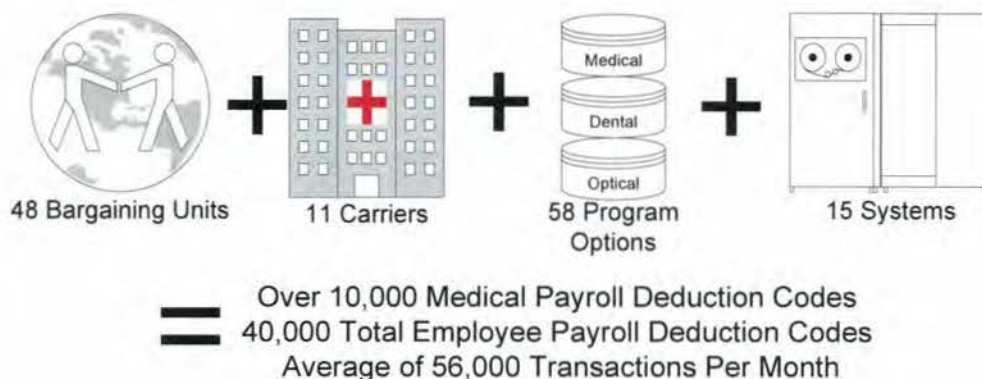 Medical
Dental
Optical
48 Bargaining Units
11 Carriers
58 Program
Options
15 Systems
Over 10,000 Medical Payroll Deduction Codes
40,000 Total Employee Payroll Deduction Codes
Average of 56,000 Transactions Per Month